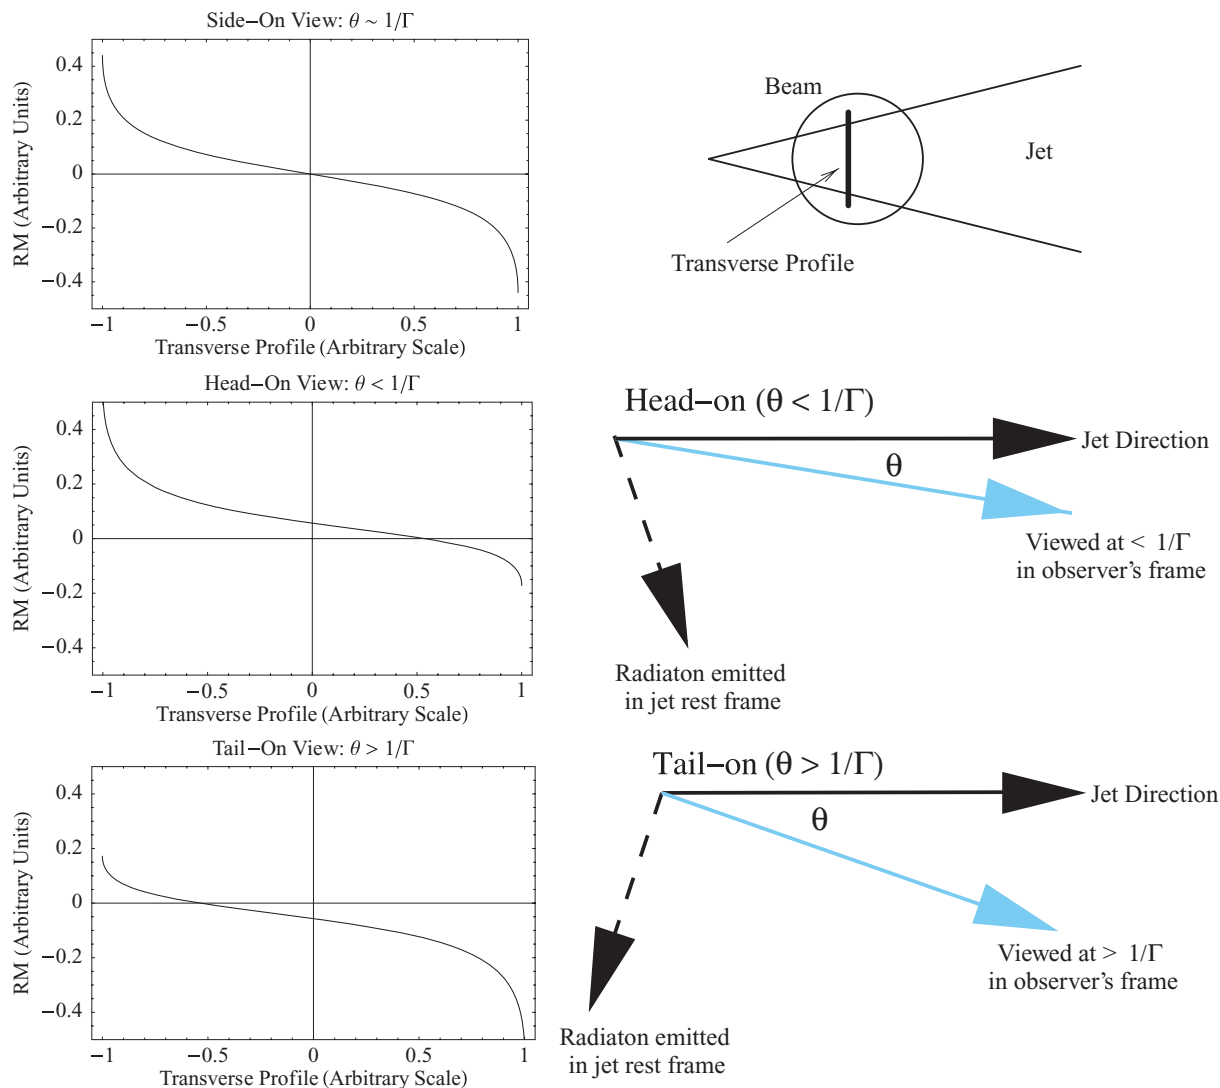 Side−On View: θ ~ 1/Γ
RM (Arbitrary Units)
0.4
0.2
0
−0.2
−0.4
−1 −0.5 0 0.5 1
Transverse Profile (Arbitrary Scale)
Beam
Jet
Transverse Profile
Head−On View: θ < 1/Γ
RM (Arbitrary Units)
0.4
0.2
0
−0.2
−0.4
−1 −0.5 0 0.5 1
Transverse Profile (Arbitrary Scale)
Head−on (θ < 1/Γ)
Jet Direction
θ
Viewed at < 1/Γ
in observer's frame
Radiaton emitted
in jet rest frame
Tail−On View: θ > 1/Γ
RM (Arbitrary Units)
0.4
0.2
0
−0.2
−0.4
−1 −0.5 0 0.5 1
Transverse Profile (Arbitrary Scale)
Tail−on (θ > 1/Γ)
Jet Direction
θ
Viewed at > 1/Γ
in observer's frame
Radiaton emitted
in jet rest frame